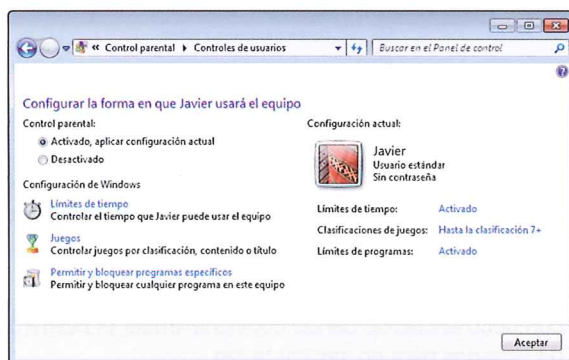 « Control parental ▸ Controles de usuarios
Buscar en el Panel de control
Configurar la forma en que Javier usará el equipo
Control parental:
Activado, aplicar configuración actual
Desactivado
Configuración de Windows
Límites de tiempo
Controlar el tiempo que Javier puede usar el equipo
Juegos
Controlar juegos por clasificación, contenido o título
Permitir y bloquear programas específicos
Permitir y bloquear cualquier programa en este equipo
Configuración actual:
Javier
Usuario estándar
Sin contraseña
Límites de tiempo: Activado
Clasificaciones de juegos: Hasta la clasificación 7+
Límites de programas: Activado
Aceptar